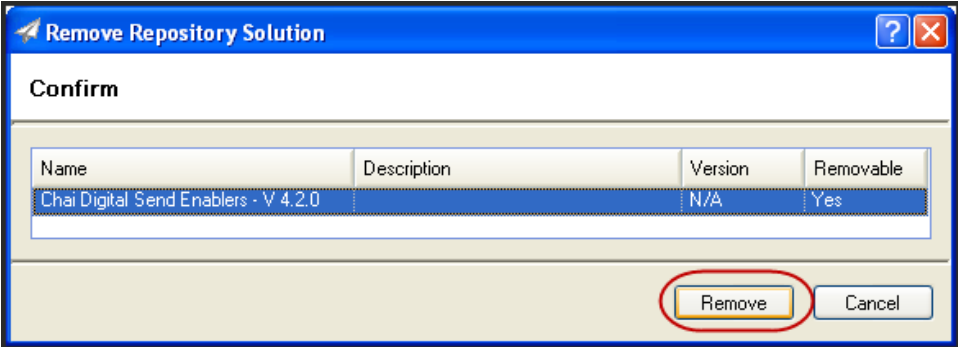 Remove Repository Solution
Confirm
Name Description Version Removable
Chai Digital Send Enablers - V 4.2.0 N/A Yes
Remove Cancel